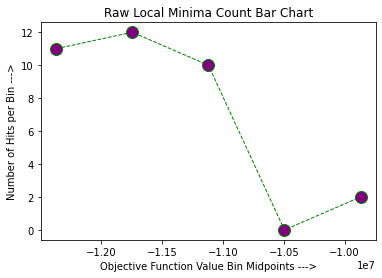 Raw Local Minima Count Bar Chart
12
10
8
6
4
2
0
Number of Hits per Bin --->
−1.20 −1.15 −1.10 −1.05 −1.00
Objective Function Value Bin Midpoints --->
1e7